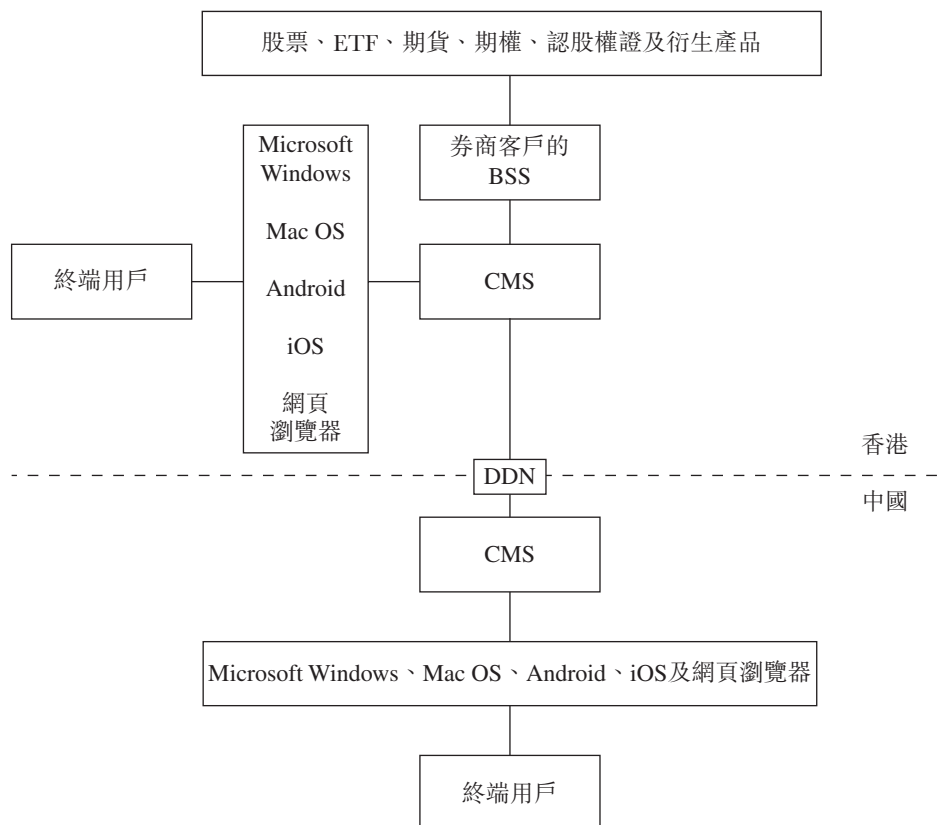 股票、ETF、期貨、期權、認股權證及衍生產品
Microsoft
Windows
Mac OS
Android
iOS
網頁
瀏覽器
券商客戶的
BSS
終端用戶
CMS
香港
DDN
中國
CMS
Microsoft Windows、Mac OS、Android、iOS及網頁瀏覽器
終端用戶